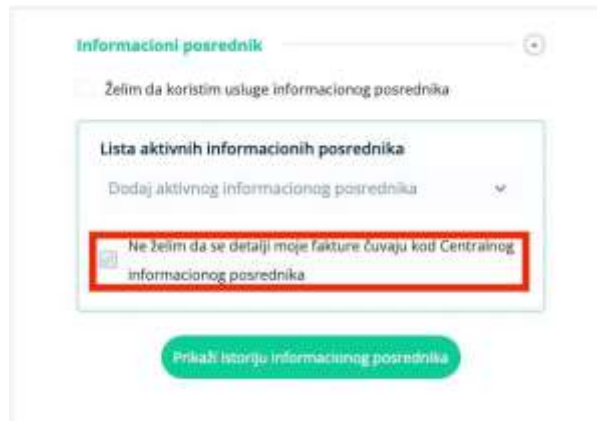 Informacioni posrednik
Želim da koristim usluge informacionog posrednika
Lista aktivnih informacionih posrednika
Dodaj aktivnog informacionog posrednika
Ne želim da se detalji moje fakture čuvaju kod Centralnog
informacionog posrednika
Prikaži istoriju informacionog posrednika